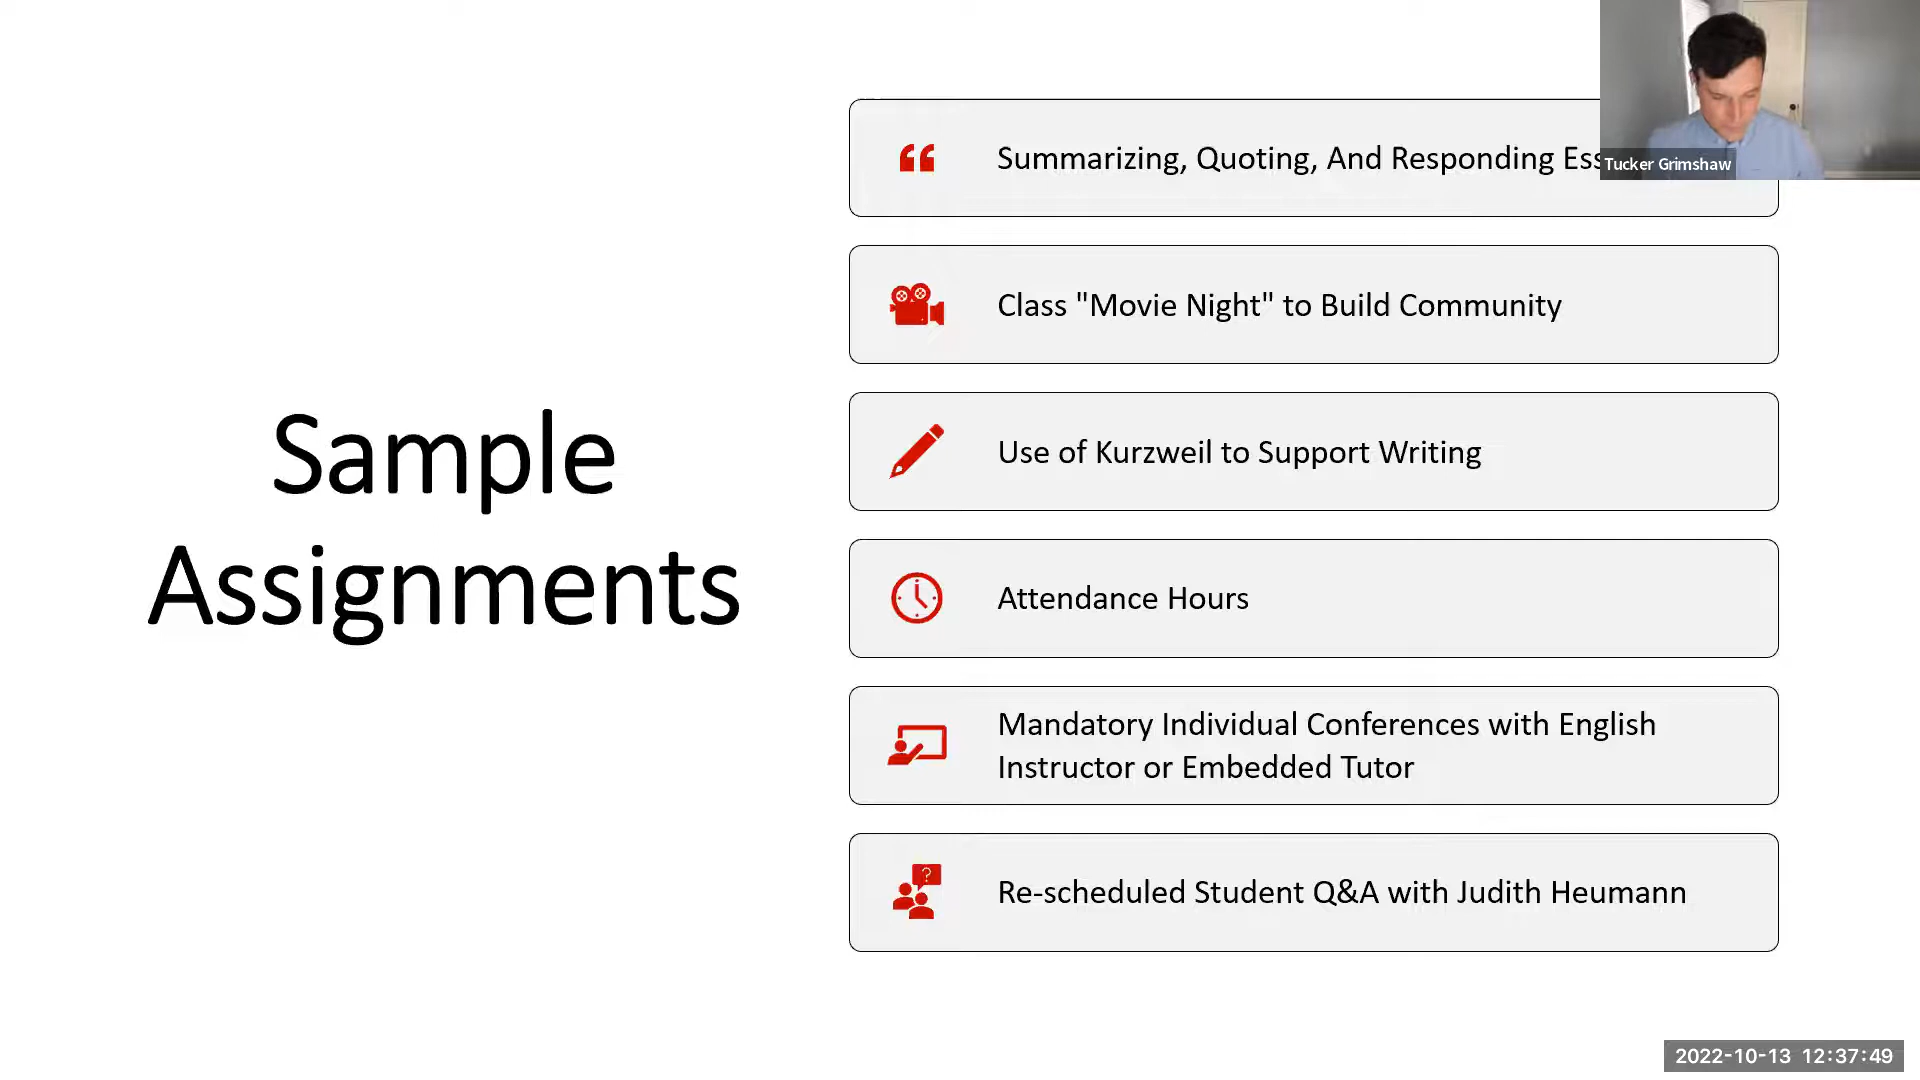 Sample
Assignments
Summarizing, Quoting, And Responding
Class "Movie Night" to Build Community
Use of Kurzweil to Support Writing
Attendance Hours
Mandatory Individual Conferences with English
Instructor or Embedded Tutor
?
Re-scheduled Student Q&A with Judith Heumann
Tucker Grimshaw
2022-10-13 12:37:49